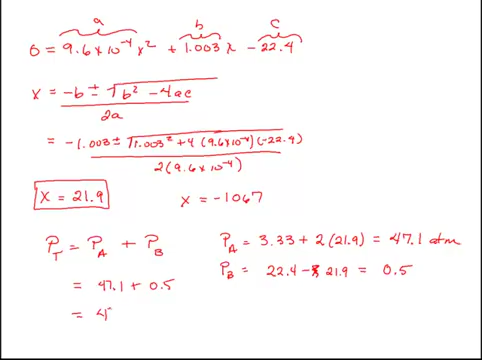 a b c
0 = 9.6×10⁻⁴ x² + 1.003 x - 22.4
x = -b ± √b² - 4ac / 2a
= -1.003 ± √1.003² + 4 (9.6×10⁻⁴)(-22.4) / 2(9.6×10⁻⁴)
x = 21.9 x = -1067
P_T = P_A + P_B P_A = 3.33 + 2(21.9) = 47.1 atm
= 47.1 + 0.5 P_B = 22.4 - 21.9 = 0.5
= 4